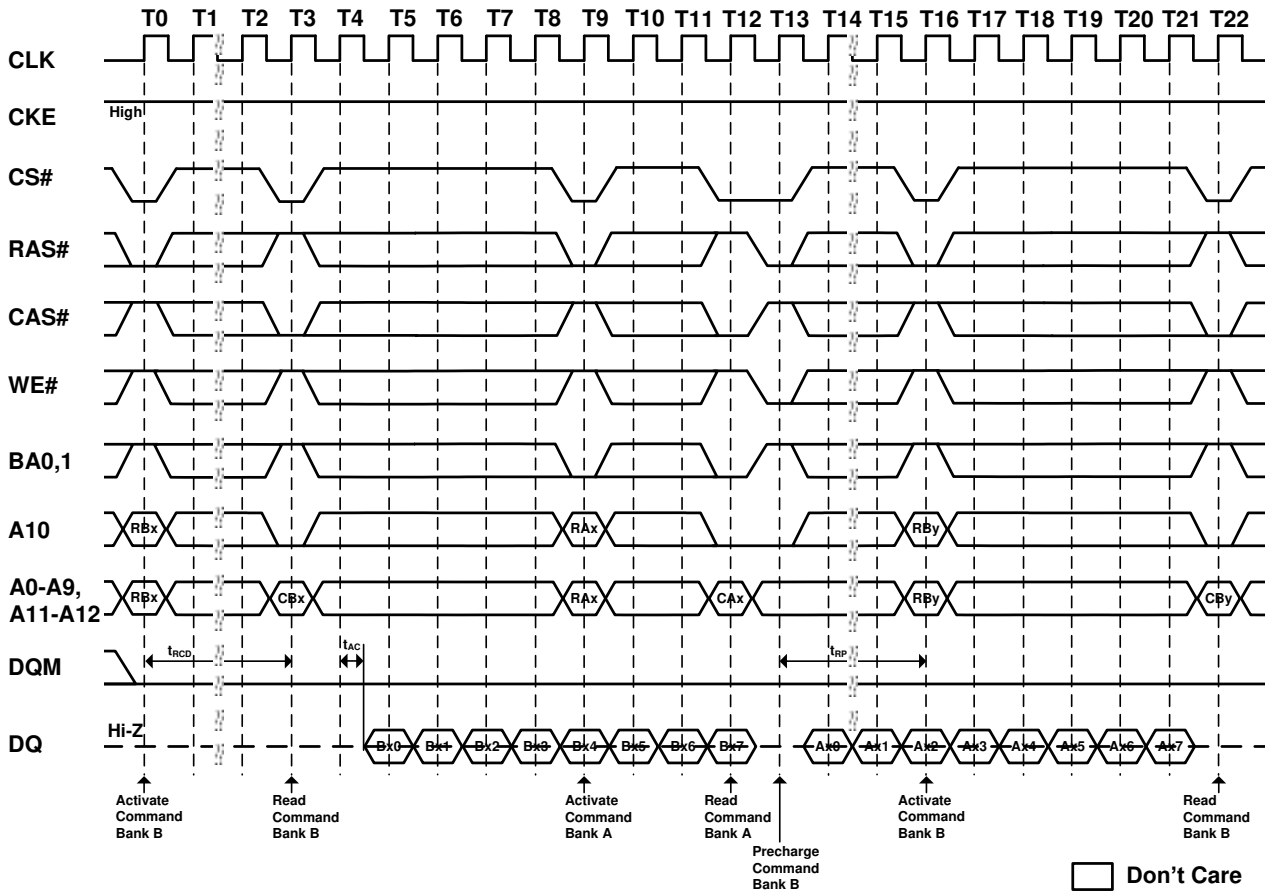 T0 T1 T2 T3 T4 T5 T6 T7 T8 T9 T10 T11 T12 T13 T14 T15 T16 T17 T18 T19 T20 T21 T22
CLK
CKE High
CS#
RAS#
CAS#
WE#
BA0,1
A10 RBx RAx RBy
A0-A9,
A11-A12
RBx CBx RAx CAx RBy CBy
DQM tRCD tAC tRP
DQ Hi-Z Bx0 Bx1 Bx2 Bx3 Bx4 Bx5 Bx6 Bx7 Ax0 Ax1 Ax2 Ax3 Ax4 Ax5 Ax6 Ax7
Activate
Command
Bank B
Read
Command
Bank B
Activate
Command
Bank A
Read
Command
Bank A
Precharge
Command
Bank B
Activate
Command
Bank B
Read
Command
Bank B
Don't Care